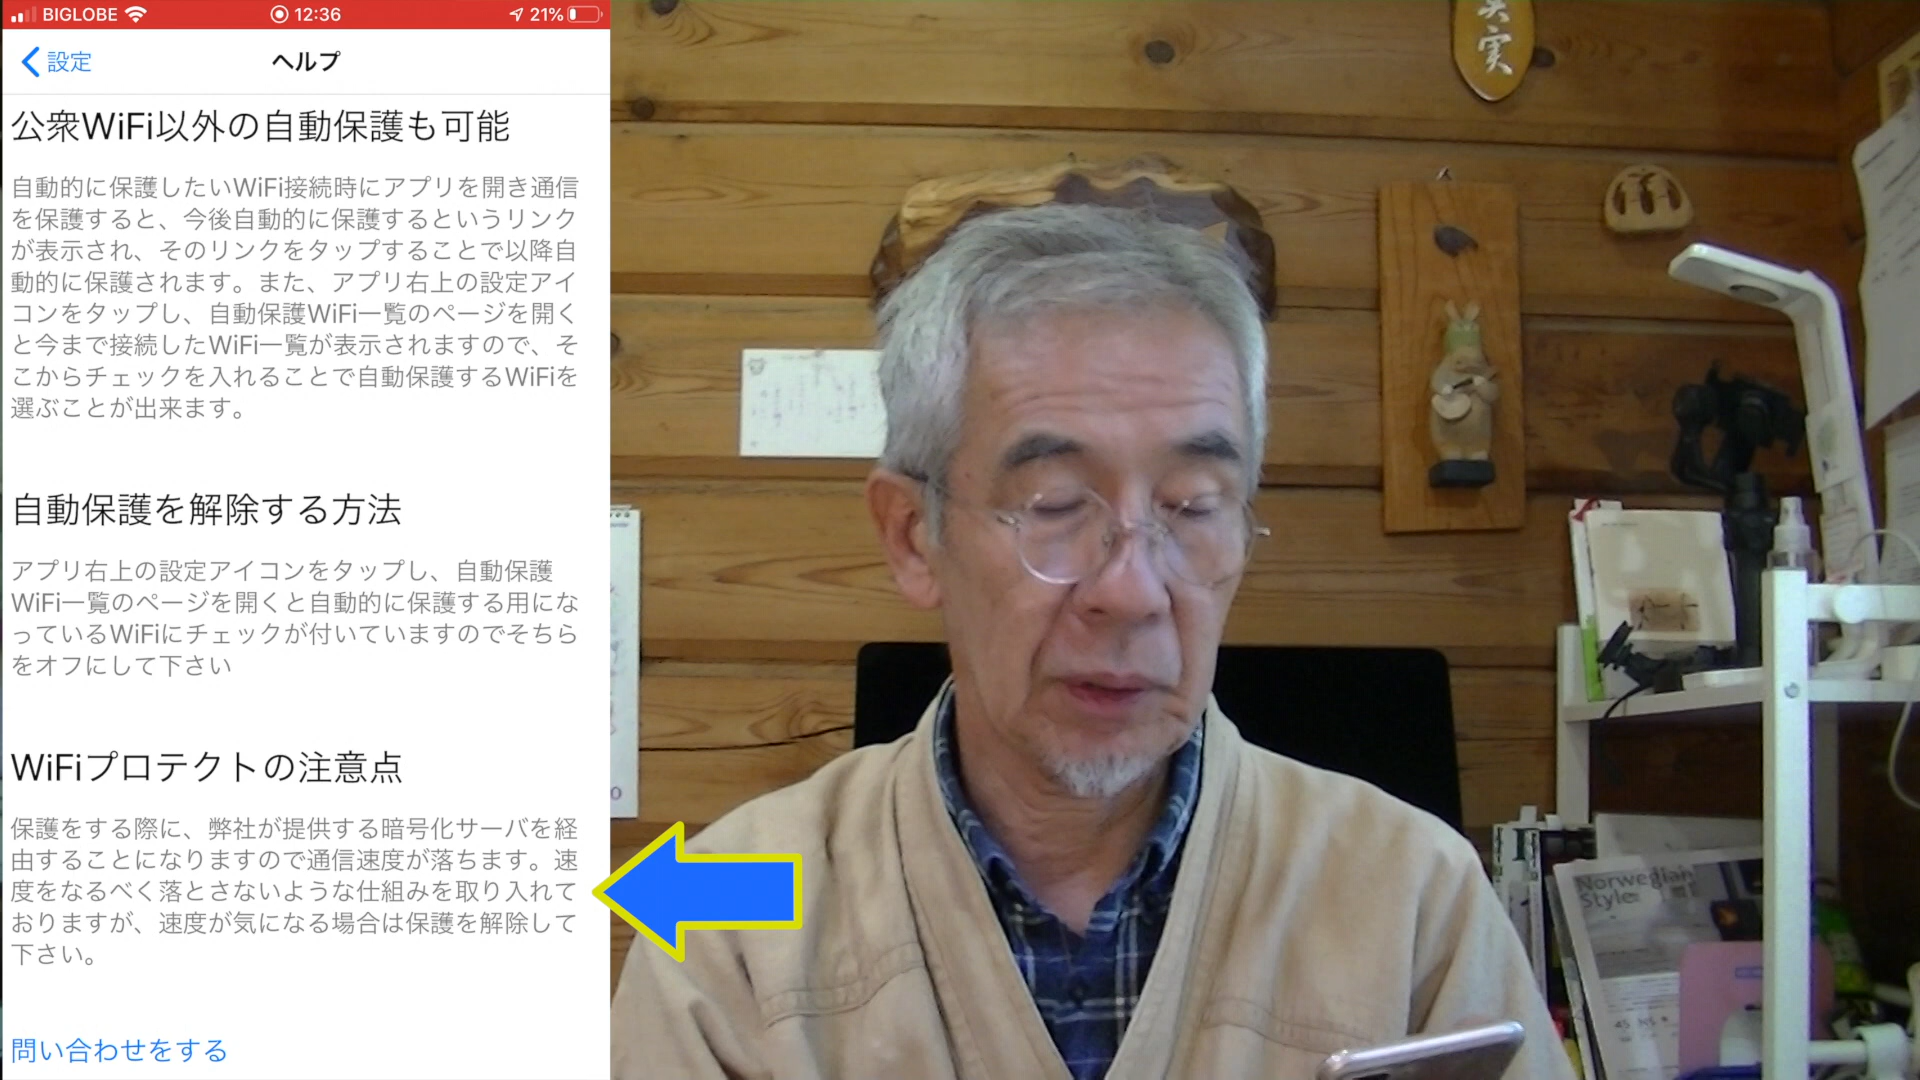 BIGLOBE 12:36 21%
設定 ヘルプ
公衆WiFi以外の自動保護も可能
自動的に保護したいWiFi接続時にアプリを開き通信
を保護すると、今後自動的に保護するというリンク
が表示され、そのリンクをタップすることで以降自
動的に保護されます。また、アプリ右上の設定アイ
コンをタップし、自動保護WiFi一覧のページを開く
と今まで接続したWiFi一覧が表示されますので、そ
こからチェックを入れることで自動保護するWiFiを
選ぶことが出来ます。
自動保護を解除する方法
アプリ右上の設定アイコンをタップし、自動保護
WiFi一覧のページを開くと自動的に保護する用にな
っているWiFiにチェックが付いていますのでそちら
をオフにして下さい
WiFiプロテクトの注意点
保護をする際に、弊社が提供する暗号化サーバを経
由することになりますので通信速度が落ちます。速
度をなるべく落とさないような仕組みを取り入れて
おりますが、速度が気になる場合は保護を解除して
下さい。
問い合わせをする
実
Norwegian
Style